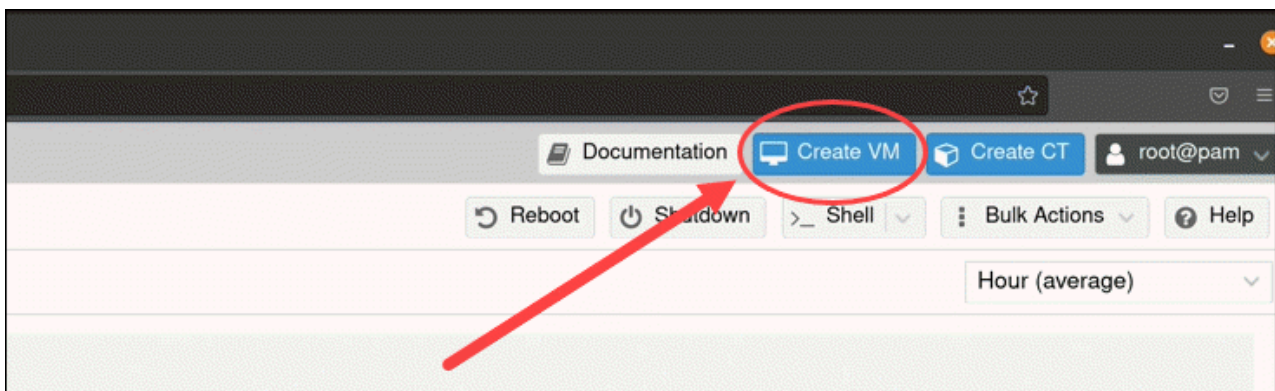 Documentation Create VM Create CT root@pam
Reboot Shutdown >_ Shell Bulk Actions Help
Hour (average)